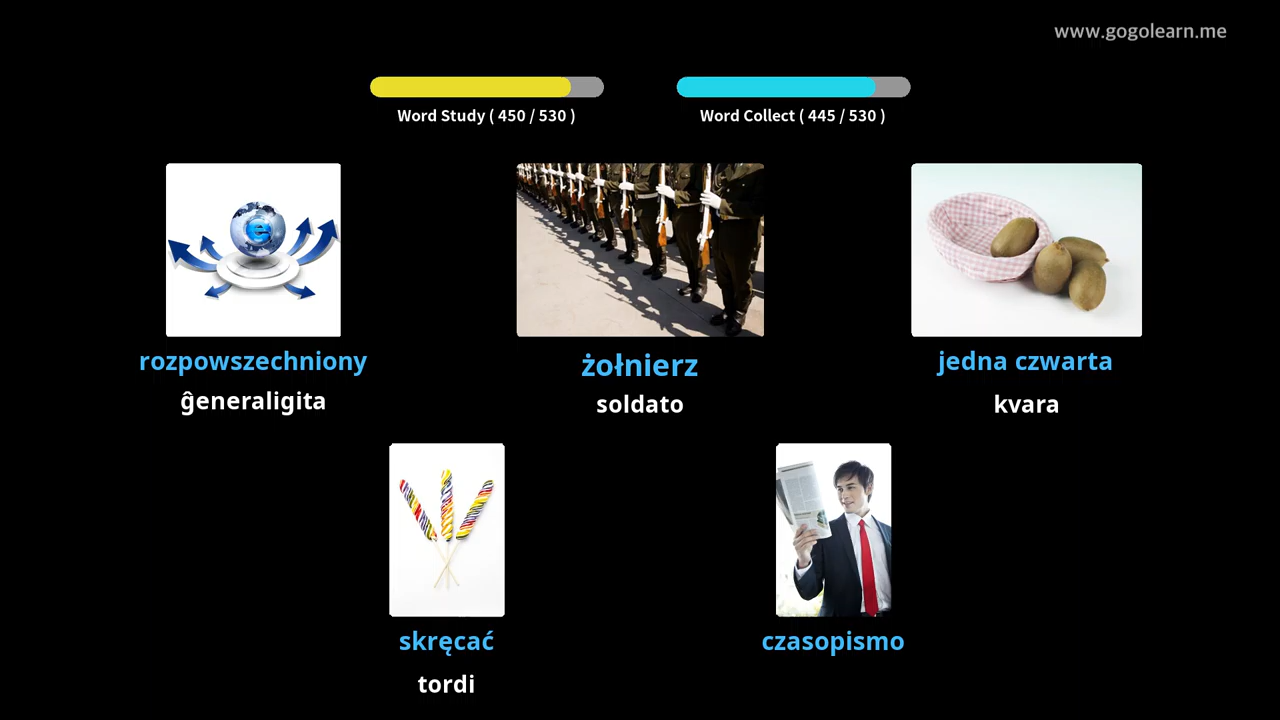 www.gogolearn.me
Word Study ( 450 / 530 )
Word Collect ( 445 / 530 )
rozpowszechniony
ĝeneraligita
żołnierz
soldato
jedna czwarta
kvara
skręcać
tordi
czasopismo